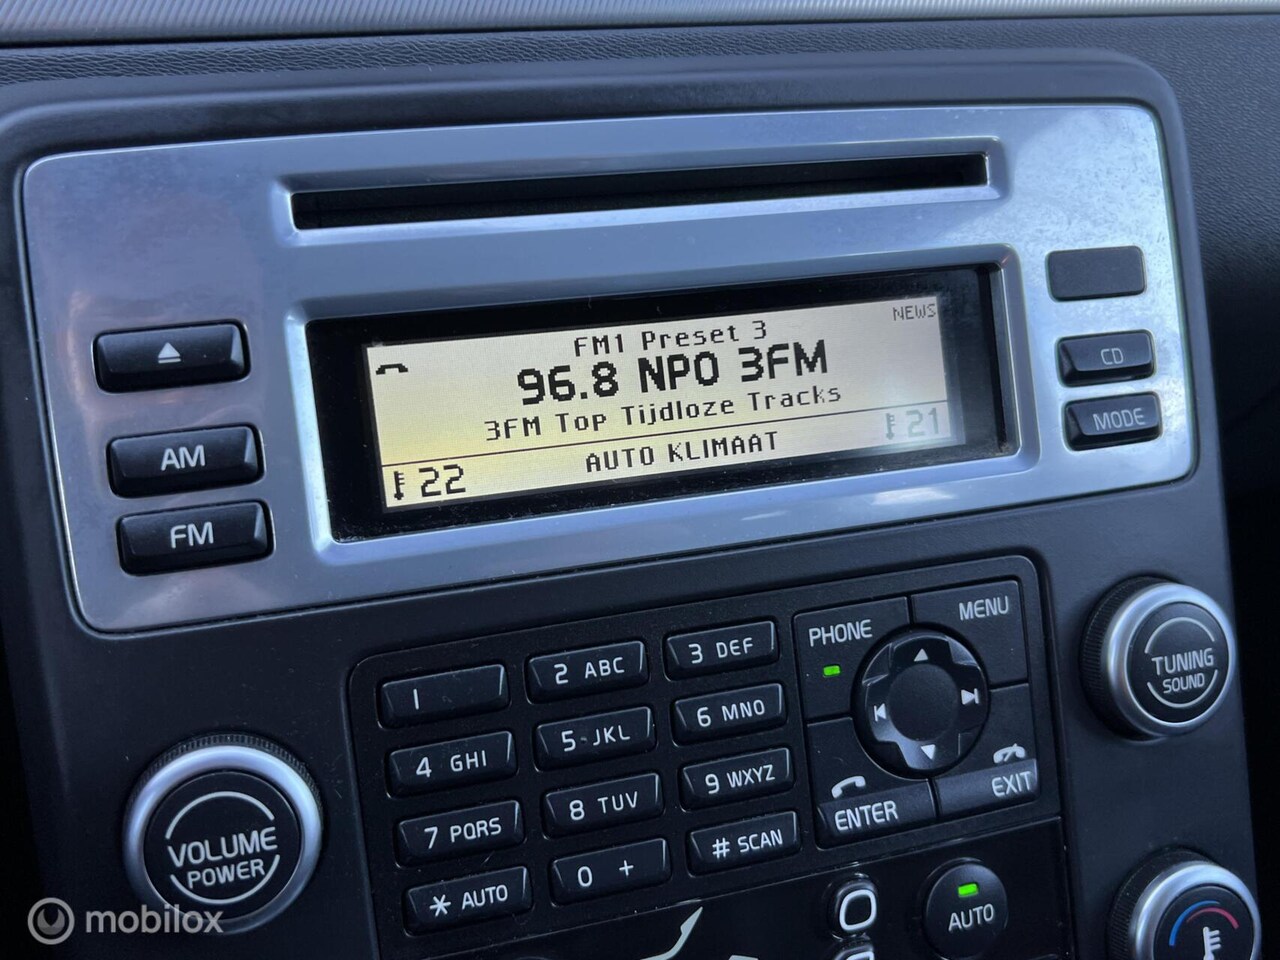 NEWS
FM1 Preset 3
96.8 NPO 3FM
3FM Top Tijdloze Tracks
22 AUTO KLIMAAT 21
AM
FM
CD
MODE
PHONE
MENU
ENTER
EXIT
1
2 ABC
3 DEF
4 GHI
5 JKL
6 MNO
7 PQRS
8 TUV
9 WXYZ
* AUTO
0 +
# SCAN
VOLUME
POWER
TUNING
SOUND
AUTO
mobilox